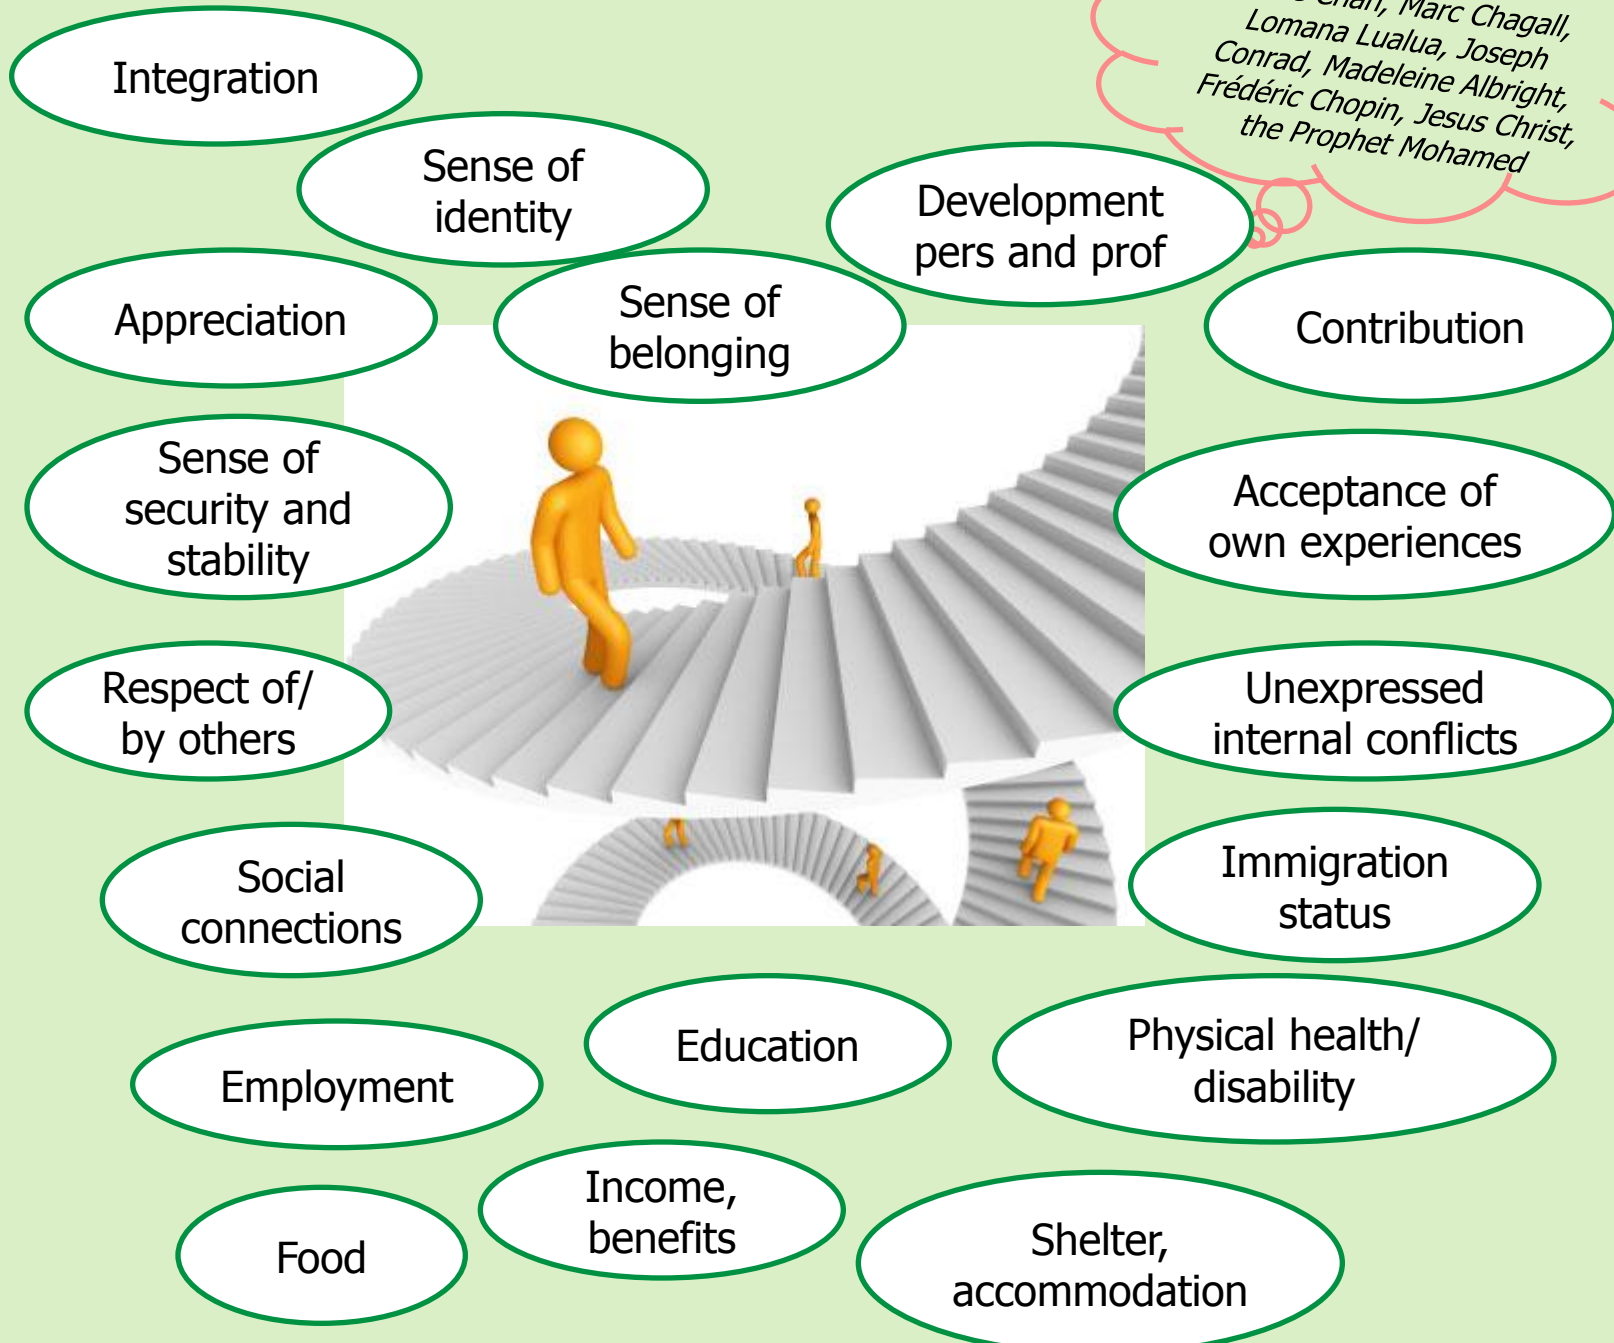 Chan, Marc Chagall,
Lomana Lualua, Joseph
Conrad, Madeleine Albright,
Frédéric Chopin, Jesus Christ,
the Prophet Mohamed
Integration
Sense of
identity
Development
pers and prof
Appreciation
Sense of
belonging
Contribution
Sense of
security and
stability
Acceptance of
own experiences
Respect of/
by others
Unexpressed
internal conflicts
Social
connections
Immigration
status
Education
Physical health/
disability
Employment
Income,
benefits
Food
Shelter,
accommodation